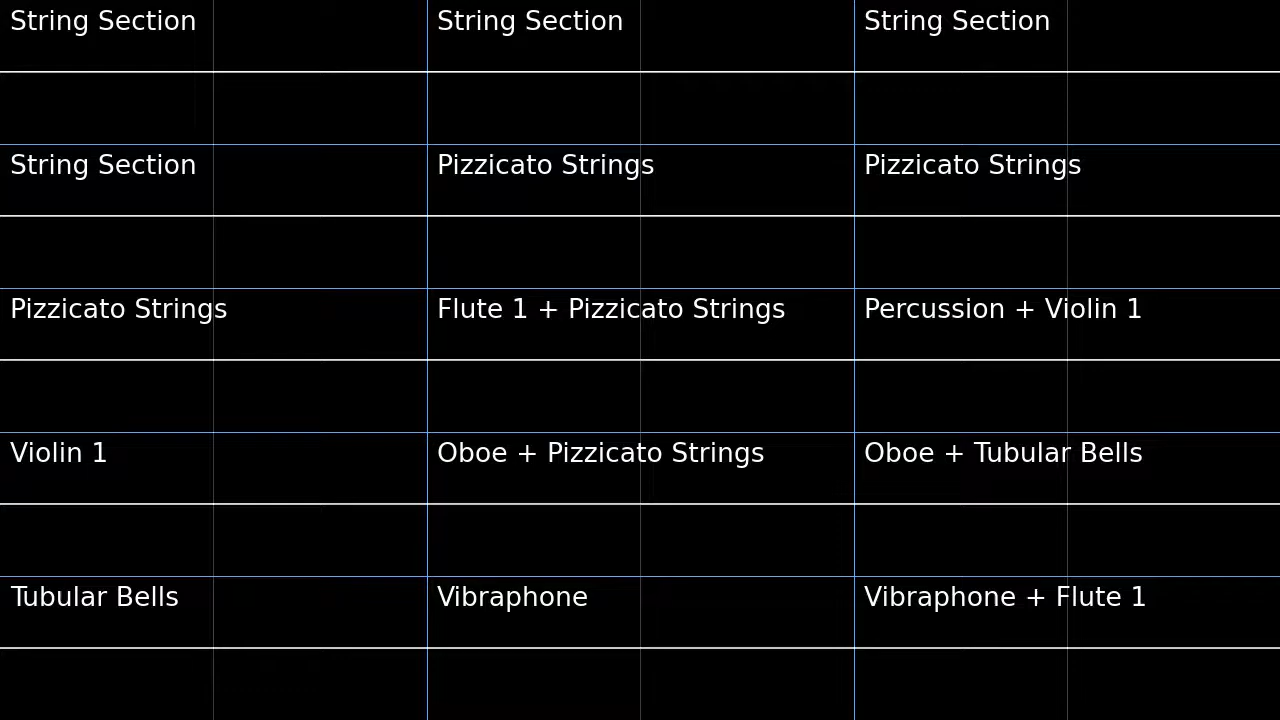 String Section
String Section
String Section
String Section
Pizzicato Strings
Pizzicato Strings
Pizzicato Strings
Flute 1 + Pizzicato Strings
Percussion + Violin 1
Violin 1
Oboe + Pizzicato Strings
Oboe + Tubular Bells
Tubular Bells
Vibraphone
Vibraphone + Flute 1